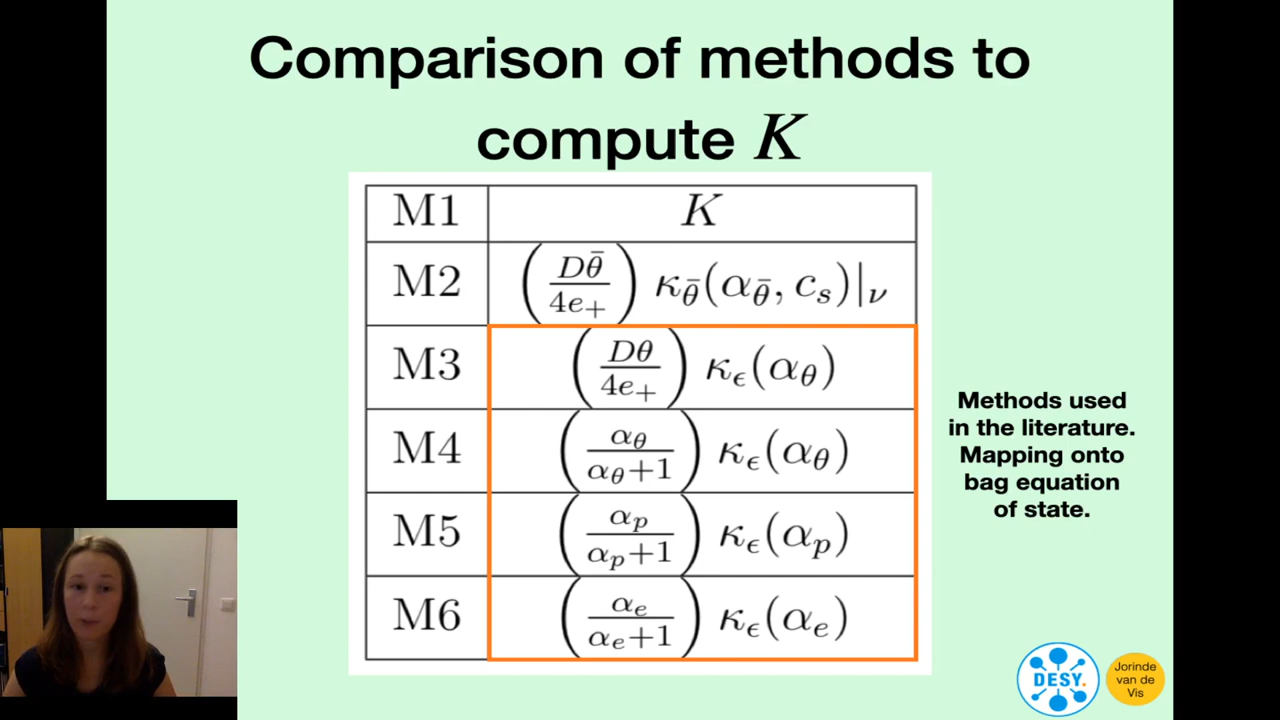 Comparison of methods to
compute K
M1 K
M2 (Dθ̄/4e₊) κ_θ̄(α_θ̄, c_s)|_ν
M3 (Dθ/4e₊) κ_ϵ(α_θ)
M4 (α_θ/α_θ+1) κ_ϵ(α_θ)
M5 (α_p/α_p+1) κ_ϵ(α_p)
M6 (α_e/α_e+1) κ_ϵ(α_e)
Methods used
in the literature.
Mapping onto
bag equation
of state.
DESY.
Jorinde
van de
Vis